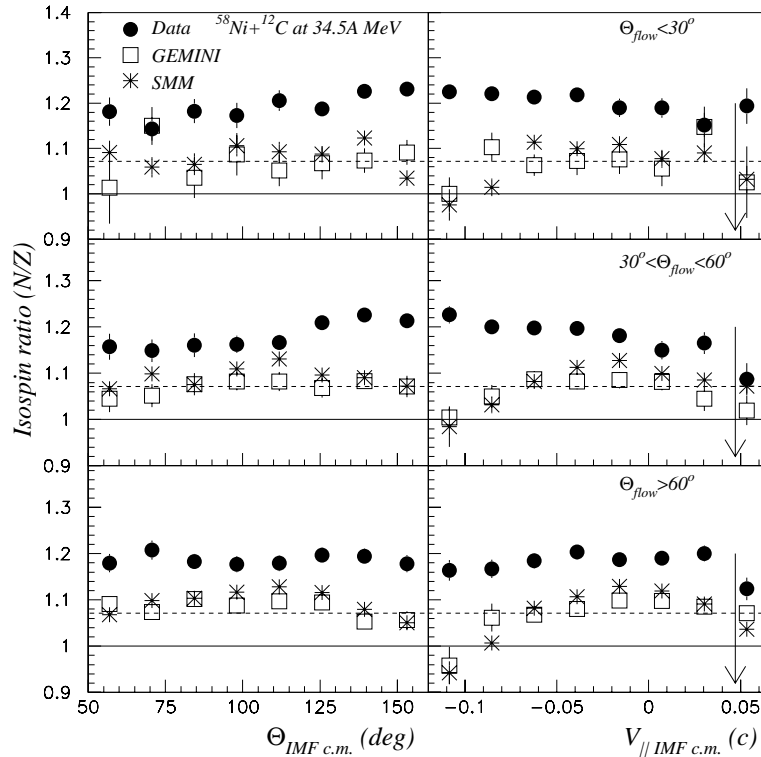 1.4
Data
⁵⁸Ni+¹²C at 34.5A MeV
GEMINI
SMM
Θflow<30°
1.3
1.2
1.1
1
0.9
30°<Θflow<60°
1.3
1.2
1.1
1
0.9
Θflow>60°
1.3
1.2
1.1
1
0.9
Isospin ratio (N/Z)
50 75 100 125 150
-0.1 -0.05 0 0.05
ΘIMF c.m. (deg)
V// IMF c.m. (c)